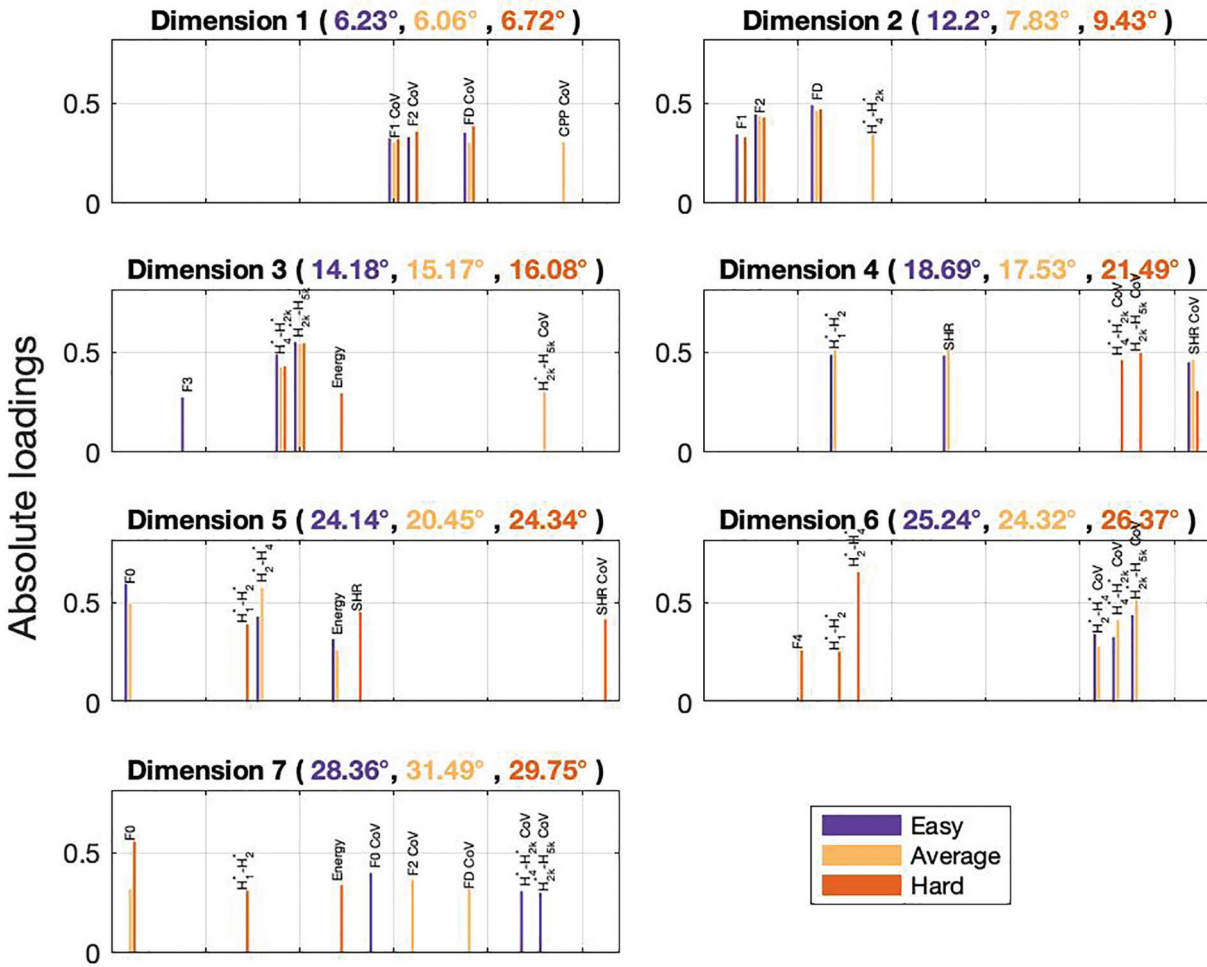 Absolute loadings
Dimension 1 ( 6.23°, 6.06° , 6.72° )
0.5
0
F1 CoV
F2 CoV
FD CoV
CPP CoV
Dimension 2 ( 12.2°, 7.83° , 9.43° )
0.5
0
F1
F2
FD
H*4-H*2k
Dimension 3 ( 14.18°, 15.17° , 16.08° )
0.5
0
F3
H*4-H*2k
H*2k-H5k
Energy
H*2k-H5k CoV
Dimension 4 ( 18.69°, 17.53° , 21.49° )
0.5
0
H*1-H*2
SHR
H*4-H*2k CoV
H*2k-H5k CoV
SHR CoV
Dimension 5 ( 24.14°, 20.45° , 24.34° )
0.5
0
F0
H*1-H*2
H*2-H*4
Energy
SHR
SHR CoV
Dimension 6 ( 25.24°, 24.32° , 26.37° )
0.5
0
F4
H*1-H*2
H*2-H*4
H*2-H*4 CoV
H*4-H*2k CoV
H*2k-H5k CoV
Dimension 7 ( 28.36°, 31.49° , 29.75° )
0.5
0
F0
H*1-H*2
Energy
F0 CoV
F2 CoV
FD CoV
H*4-H*2k CoV
H*2k-H5k CoV
Easy
Average
Hard